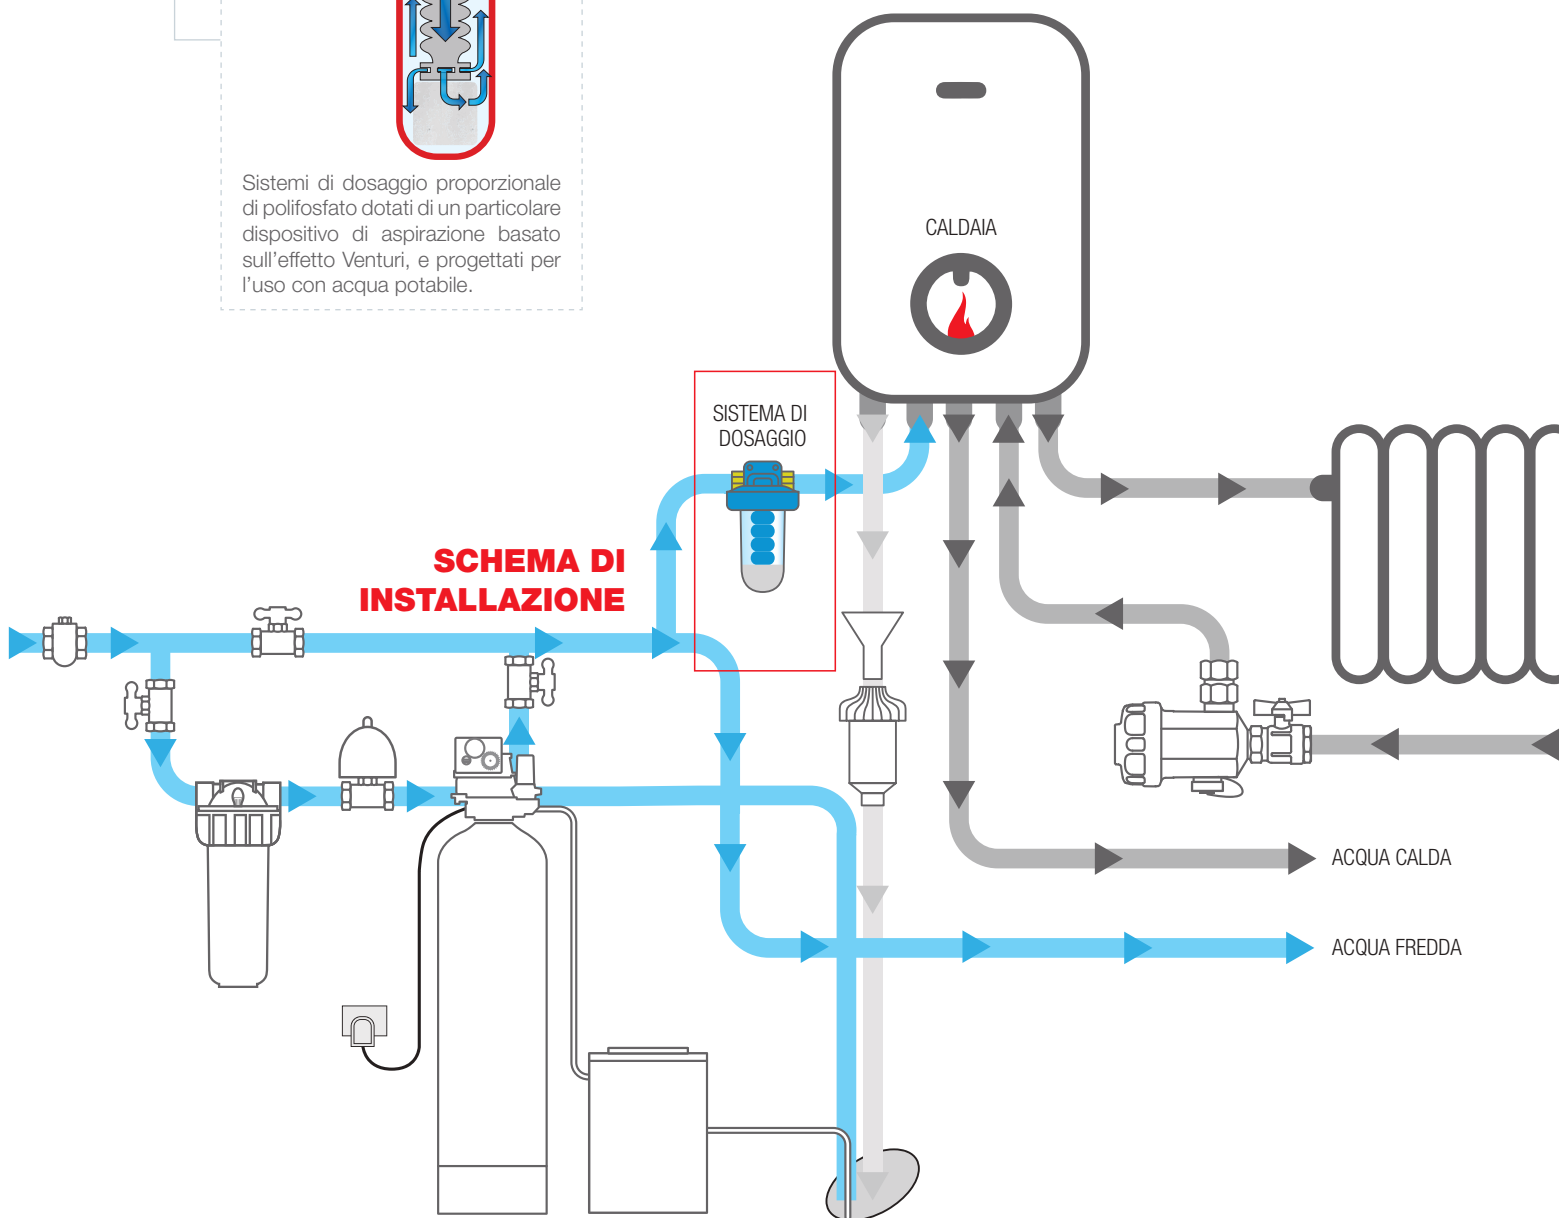 Sistemi di dosaggio proporzionale
di polifosfato dotati di un particolare
dispositivo di aspirazione basato
sull'effetto Venturi, e progettati per
l'uso con acqua potabile.
CALDAIA
SISTEMA DI
DOSAGGIO
SCHEMA DI
INSTALLAZIONE
ACQUA CALDA
ACQUA FREDDA